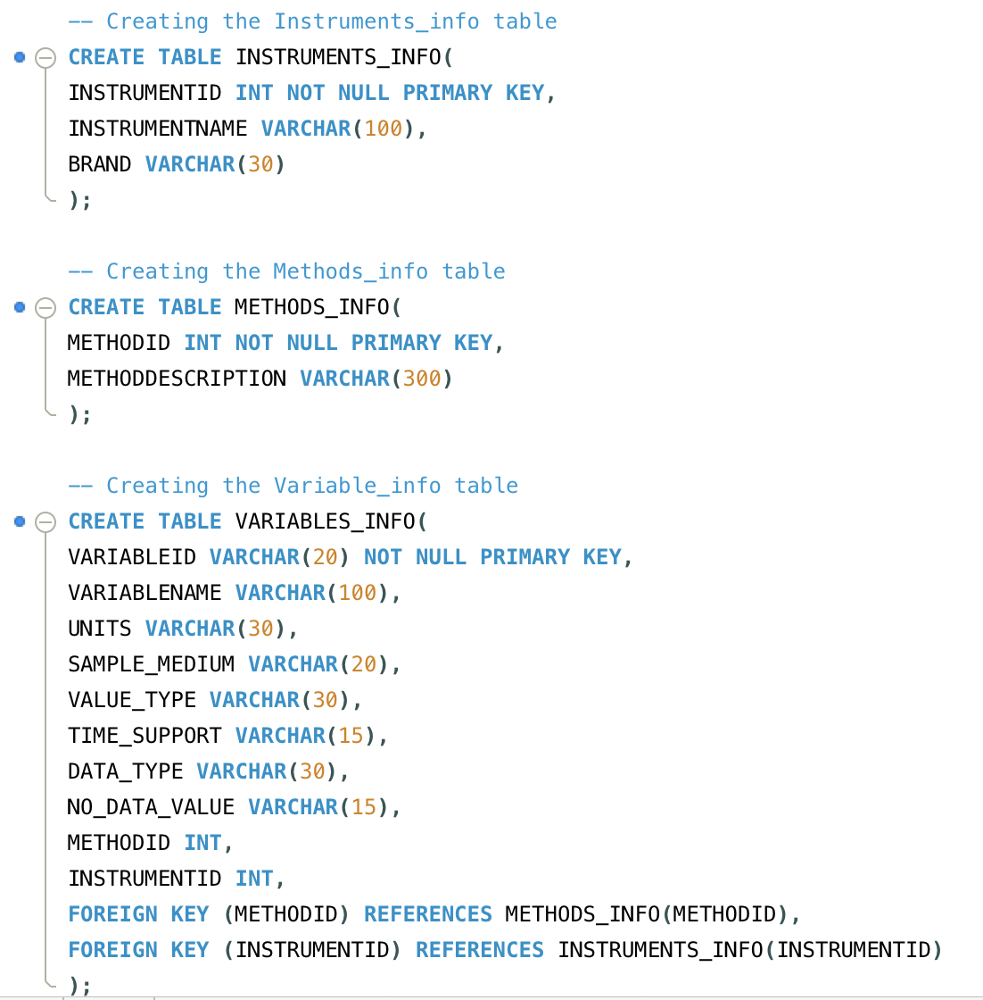 -- Creating the Instruments_info table
CREATE TABLE INSTRUMENTS_INFO(
INSTRUMENTID INT NOT NULL PRIMARY KEY,
INSTRUMENTNAME VARCHAR(100),
BRAND VARCHAR(30)
);
-- Creating the Methods_info table
CREATE TABLE METHODS_INFO(
METHODID INT NOT NULL PRIMARY KEY,
METHODDESCRIPTION VARCHAR(300)
);
-- Creating the Variable_info table
CREATE TABLE VARIABLES_INFO(
VARIABLEID VARCHAR(20) NOT NULL PRIMARY KEY,
VARIABLENAME VARCHAR(100),
UNITS VARCHAR(30),
SAMPLE_MEDIUM VARCHAR(20),
VALUE_TYPE VARCHAR(30),
TIME_SUPPORT VARCHAR(15),
DATA_TYPE VARCHAR(30),
NO_DATA_VALUE VARCHAR(15),
METHODID INT,
INSTRUMENTID INT,
FOREIGN KEY (METHODID) REFERENCES METHODS_INFO(METHODID),
FOREIGN KEY (INSTRUMENTID) REFERENCES INSTRUMENTS_INFO(INSTRUMENTID)
);